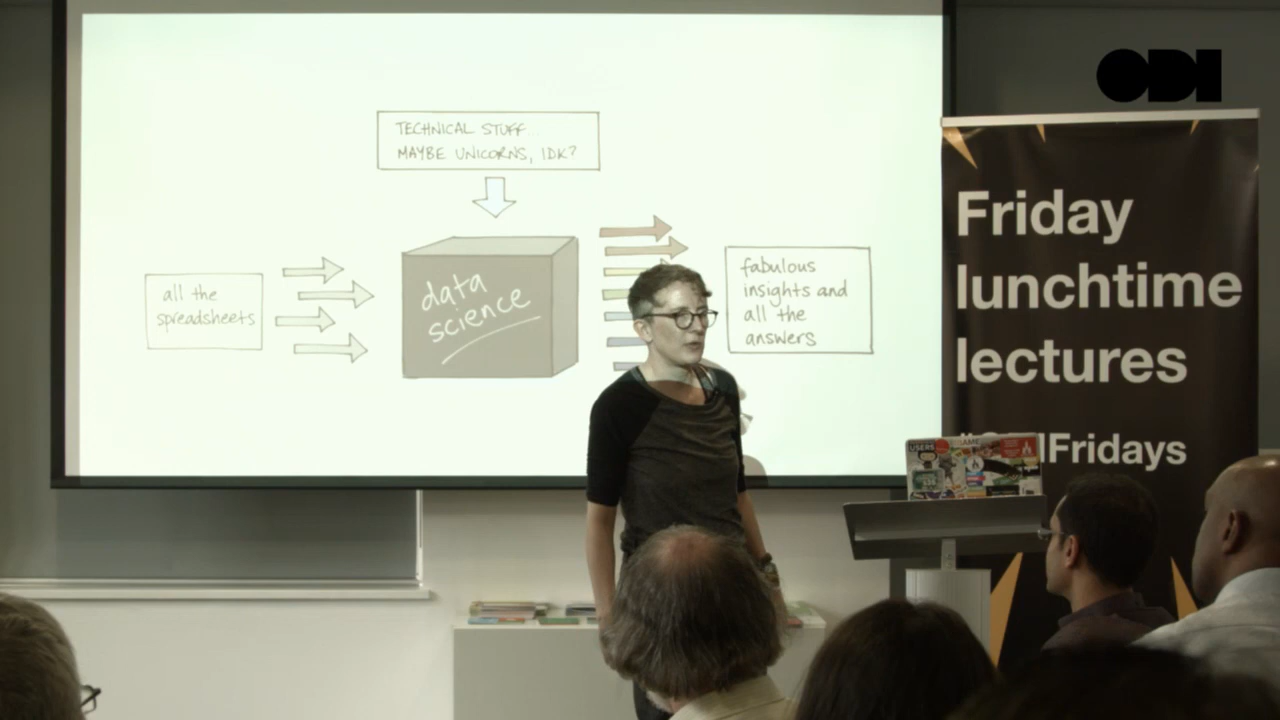 ODI
TECHNICAL STUFF...
MAYBE UNICORNS, IDK?
all the
spreadsheets
data
science
fabulous
insights and
all the
answers
Friday
lunchtime
lectures
Fridays
USERS